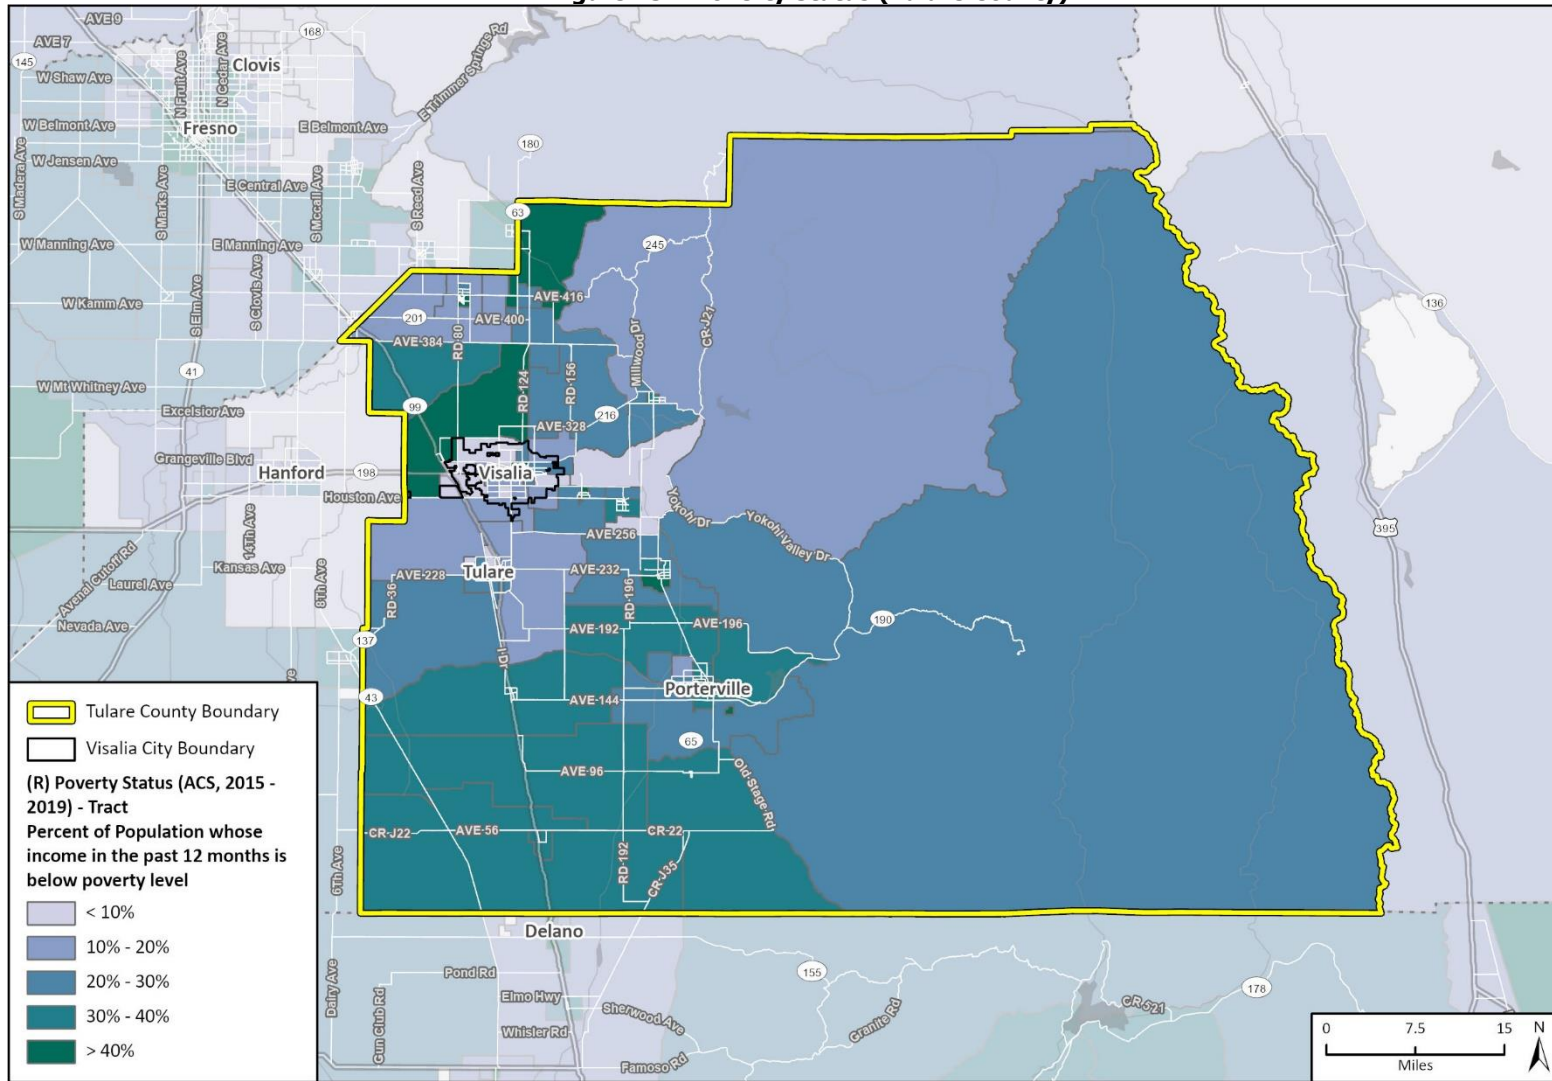 AVE 9
AVE 7
145
168
Clovis
W Shaw Ave
N Fruit Ave
N Cedar Ave
E Trimmer Springs Rd
W Belmont Ave
Fresno
E Belmont Ave
W Jensen Ave
180
E Central Ave
S Madera Ave
S Marks Ave
S Mccall Ave
S Reed Ave
63
W Manning Ave
E Manning Ave
245
W Kamm Ave
S Elm Ave
S Clovis Ave
AVE 416
136
201
AVE 400
CR-J21
RD 80
AVE 384
Millwood Dr
41
W Mt Whitney Ave
RD 124
RD 156
Excelsior Ave
99
216
AVE 328
Grangeville Blvd
Hanford
198
Visalia
Houston Ave
Yokohl Dr
Yokohl Valley Dr
395
14Th Ave
AVE 256
Avenal Cutoff Rd
Kansas Ave
Laurel Ave
8Th Ave
Tulare
AVE 228
AVE 232
RD 36
RD 196
Nevada Ave
137
AVE 192
AVE 196
190
J Dr
43
Porterville
AVE 144
65
AVE 96
Old Stage Rd
CR-J22
AVE 56
CR-22
RD 192
CR-J35
6Th Ave
Delano
Dairy Ave
Pond Rd
155
Elmo Hwy
178
CR 521
Gun Club Rd
Sherwood Ave
Granite Rd
Whisler Rd
Famoso Rd
Tulare County Boundary
Visalia City Boundary
(R) Poverty Status (ACS, 2015 -
2019) - Tract
Percent of Population whose
income in the past 12 months is
below poverty level
< 10%
10% - 20%
20% - 30%
30% - 40%
> 40%
0 7.5 15
Miles
N